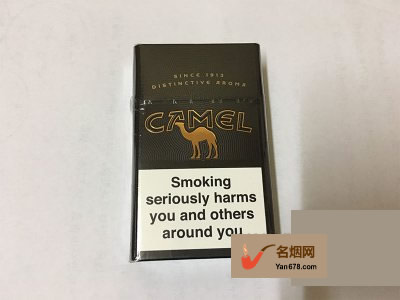 SINCE 1913
DISTINCTIVE AROMA
CAMEL
Smoking
seriously harms
you and others
around you
名烟网
Yan678.com